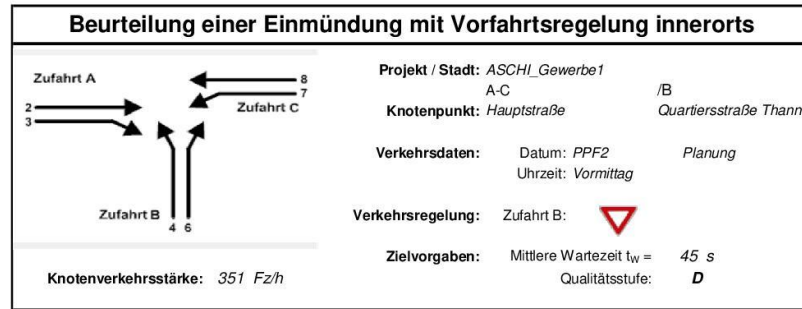 Beurteilung einer Einmündung mit Vorfahrtsregelung innerorts
Zufahrt A
8
7
Zufahrt C
2
3
Zufahrt B
4 6
Knotenverkehrsstärke: 351 Fz/h
Projekt / Stadt: ASCHI_Gewerbe1
A-C /B
Knotenpunkt: Hauptstraße Quartiersstraße Thann
Verkehrsdaten: Datum: PPF2 Planung
Uhrzeit: Vormittag
Verkehrsregelung: Zufahrt B:
Zielvorgaben: Mittlere Wartezeit tW = 45 s
Qualitätsstufe: D